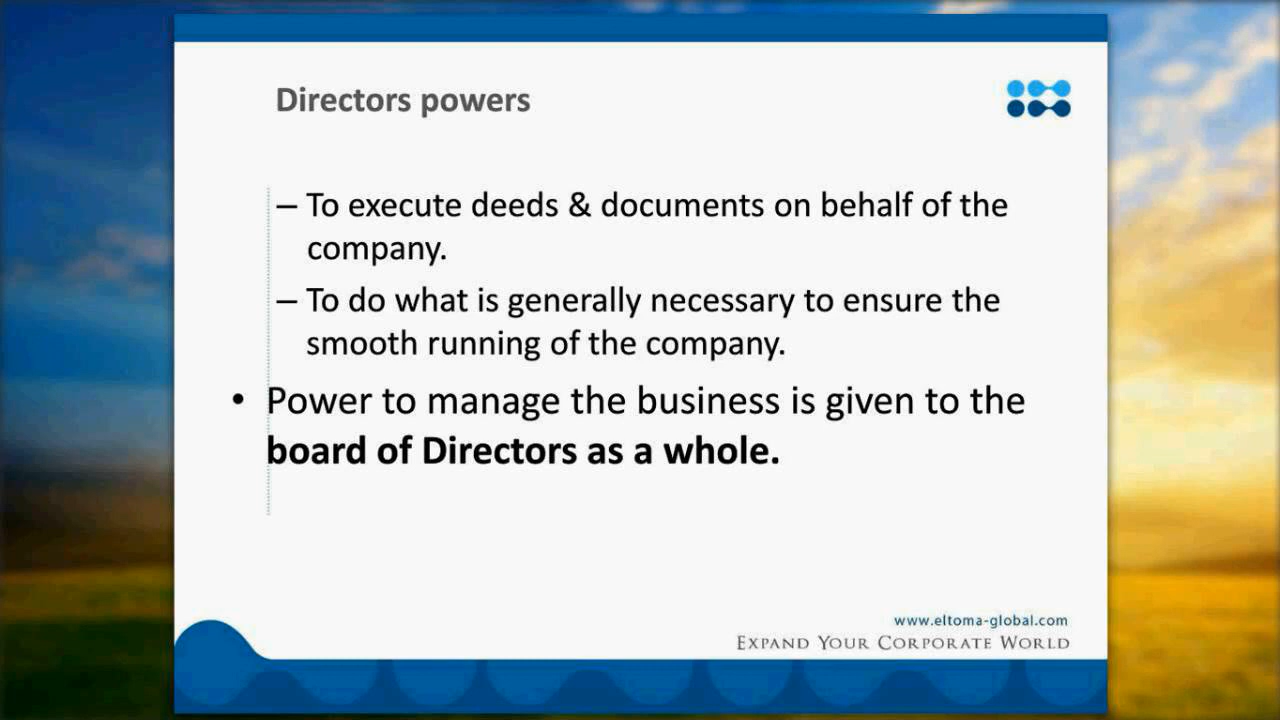 Directors powers
– To execute deeds & documents on behalf of the
company.
– To do what is generally necessary to ensure the
smooth running of the company.
• Power to manage the business is given to the
board of Directors as a whole.
www.eltoma-global.com
EXPAND YOUR CORPORATE WORLD